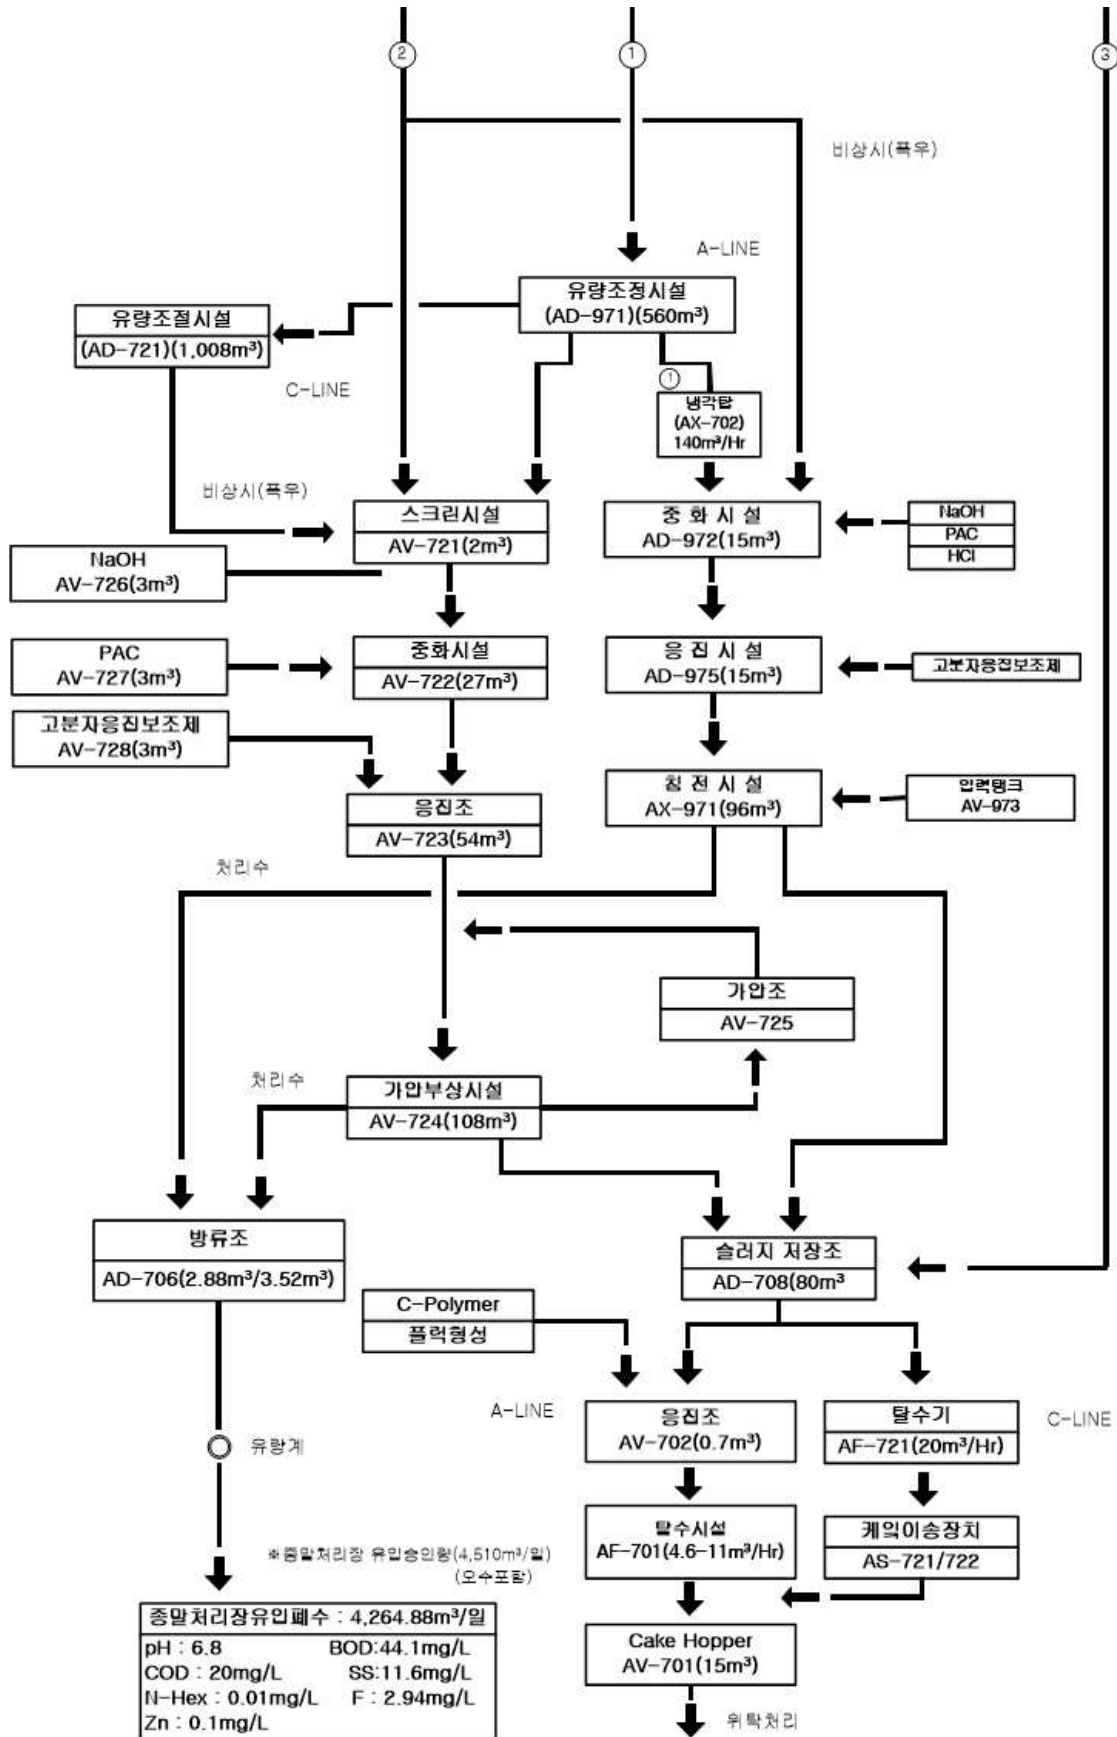 ② ① ③
비상시(폭우)
A-LINE
유량조정시설
(AD-971)(560m³)
유량조절시설
(AD-721)(1,008m³)
C-LINE
①
냉각탑
(AX-702)
140m³/Hr
비상시(폭우)
스크린시설
AV-721(2m³)
중 화 시 설
AD-972(15m³)
NaOH
PAC
HCl
NaOH
AV-726(3m³)
PAC
AV-727(3m³)
중화시설
AV-722(27m³)
응 집 시 설
AD-975(15m³)
고분자응집보조제
고분자응집보조제
AV-728(3m³)
응집조
AV-723(54m³)
침 전 시 설
AX-971(96m³)
압력탱크
AV-973
처리수
가압조
AV-725
처리수
가압부상시설
AV-724(108m³)
방류조
AD-706(2.88m³/3.52m³)
슬러지 저장조
AD-708(80m³
C-Polymer
플럭형성
A-LINE
응집조
AV-702(0.7m³)
탈수기
AF-721(20m³/Hr)
C-LINE
유량계
탈수시설
AF-701(4.6-11m³/Hr)
케잌이송장치
AS-721/722
※종말처리장 유입승인량(4,510m³/일)
(오수포함)
종말처리장유입폐수 : 4,264.88m³/일
pH : 6.8 BOD:44.1mg/L
COD : 20mg/L SS:11.6mg/L
N-Hex : 0.01mg/L F : 2.94mg/L
Zn : 0.1mg/L
Cake Hopper
AV-701(15m³)
위탁처리